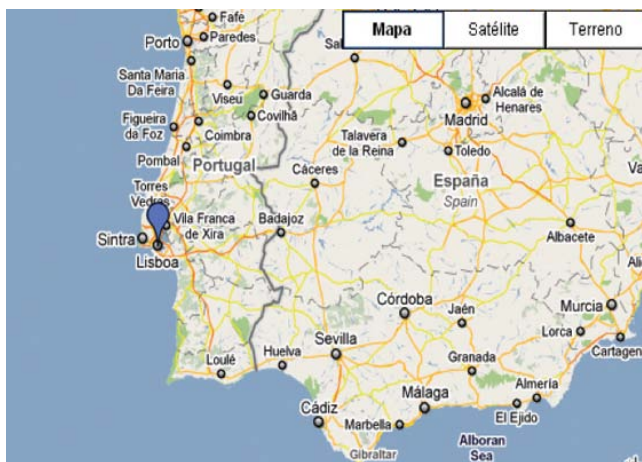 Mapa
Satélite
Terreno
Fafe
Porto
Paredes
Santa Maria
Da Feira
Viseu
Guarda
Alcalá de
Henares
Madrid
Covilhã
Figueira
da Foz
Coimbra
Talavera
de la Reina
Toledo
Pombal
Portugal
Cáceres
España
Spain
Torres
Vedras
Vila Franca
de Xira
Badajoz
Sintra
Lisboa
Albacete
Córdoba
Jaén
Murcia
Lorca
Sevilla
Cartagen
Loulé
Huelva
Granada
Almería
Cádiz
Málaga
El Ejido
Marbella
Alboran
Sea
Gibraltar